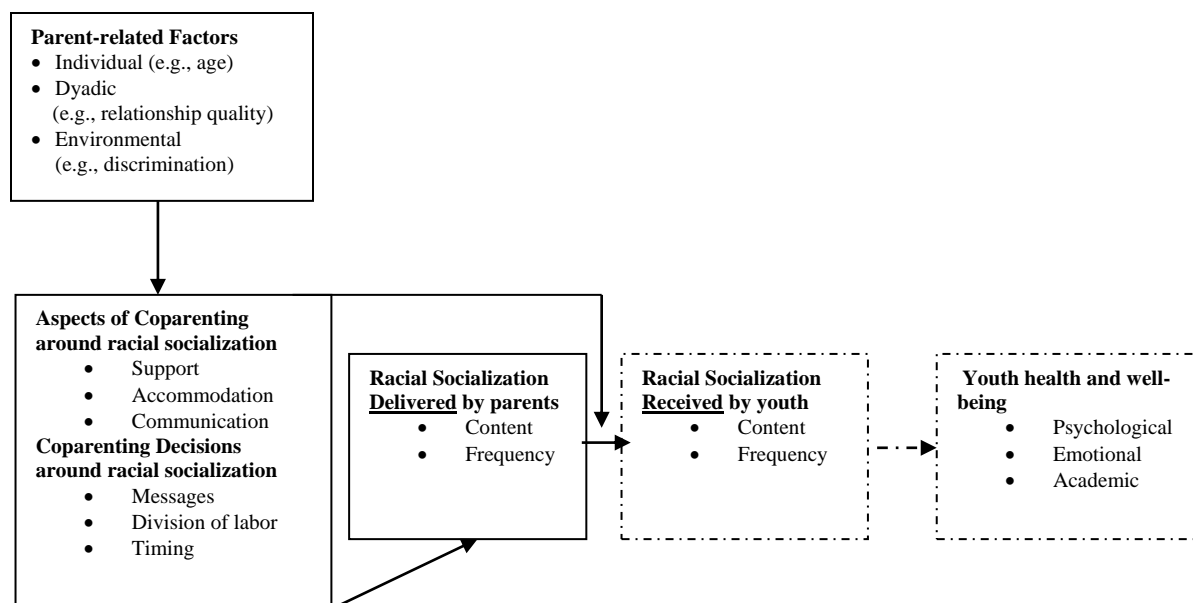 Parent-related Factors
• Individual (e.g., age)
• Dyadic
(e.g., relationship quality)
• Environmental
(e.g., discrimination)
Aspects of Coparenting
around racial socialization
• Support
• Accommodation
• Communication
Coparenting Decisions
around racial socialization
• Messages
• Division of labor
• Timing
Racial Socialization
Delivered by parents
• Content
• Frequency
Racial Socialization
Received by youth
• Content
• Frequency
Youth health and well-
being
• Psychological
• Emotional
• Academic